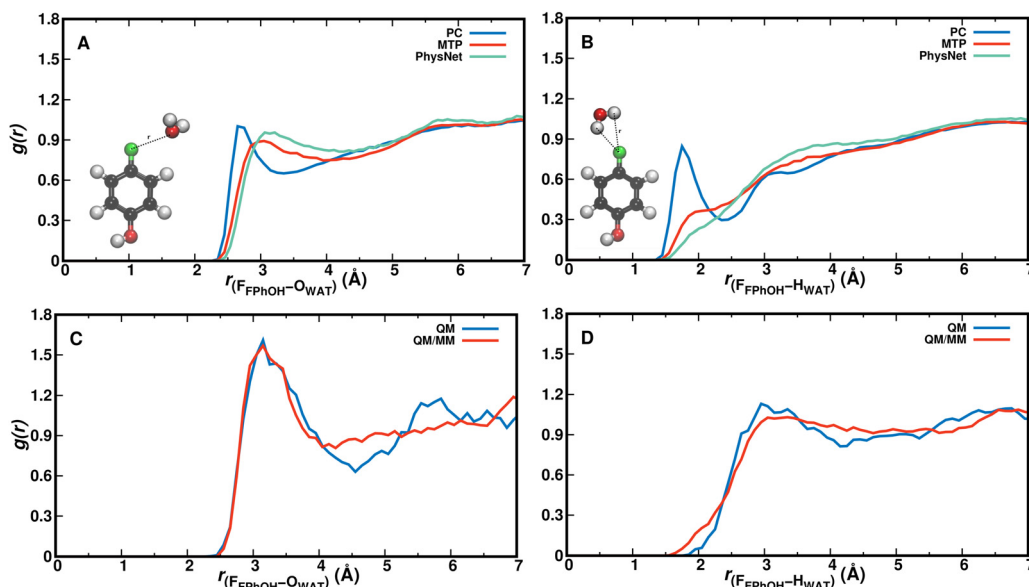 A
PC
MTP
PhysNet
g(r)
1.8
1.5
1.2
0.9
0.6
0.3
0
r
0 1 2 3 4 5 6 7
r(FFPhOH−OWAT) (Å)
B
PC
MTP
PhysNet
1.8
1.5
1.2
0.9
0.6
0.3
0
r
0 1 2 3 4 5 6 7
r(FFPhOH−HWAT) (Å)
C
QM
QM/MM
g(r)
1.8
1.5
1.2
0.9
0.6
0.3
0
0 1 2 3 4 5 6 7
r(FFPhOH−OWAT) (Å)
D
QM
QM/MM
1.8
1.5
1.2
0.9
0.6
0.3
0
0 1 2 3 4 5 6 7
r(FFPhOH−HWAT) (Å)